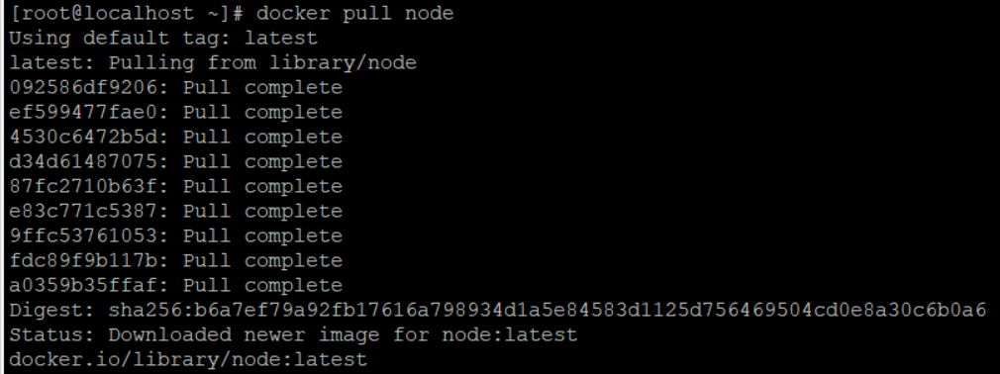 [root@localhost ~]# docker pull node
Using default tag: latest
latest: Pulling from library/node
092586df9206: Pull complete
ef599477fae0: Pull complete
4530c6472b5d: Pull complete
d34d61487075: Pull complete
87fc2710b63f: Pull complete
e83c771c5387: Pull complete
9ffc53761053: Pull complete
fdc89f9b117b: Pull complete
a0359b35ffaf: Pull complete
Digest: sha256:b6a7ef79a92fb17616a798934d1a5e84583d1125d756469504cd0e8a30c6b0a6
Status: Downloaded newer image for node:latest
docker.io/library/node:latest